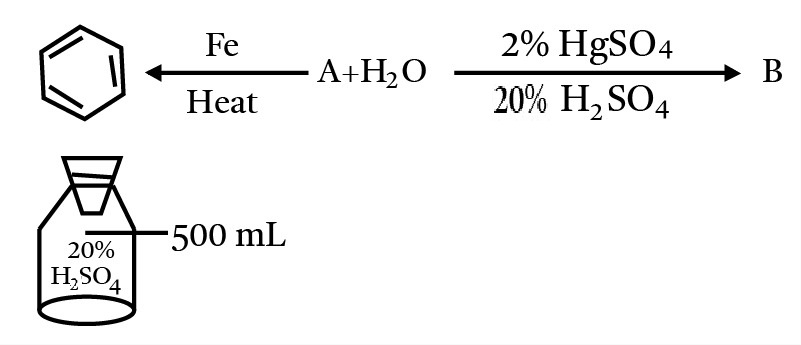 Fe
Heat
A+H₂O
2% HgSO₄
20% H₂SO₄
B
500 mL
20%
H₂SO₄